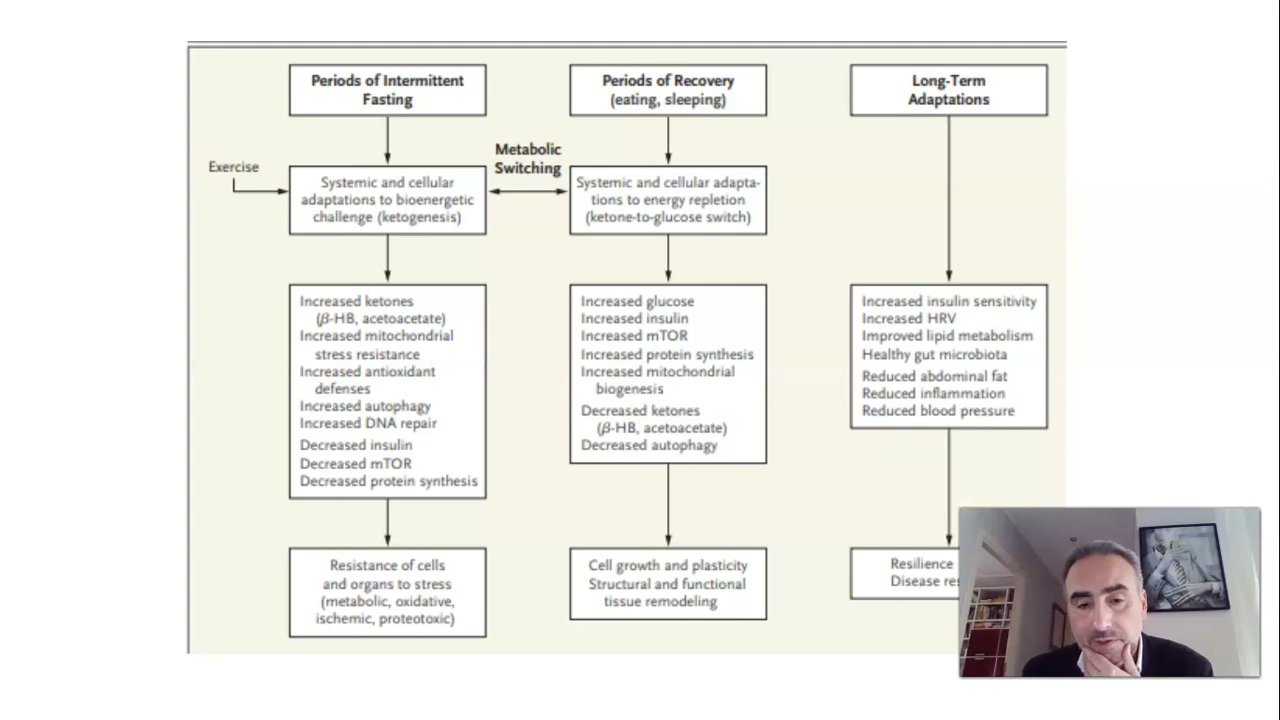 Periods of Intermittent
Fasting
Exercise
Systemic and cellular
adaptations to bioenergetic
challenge (ketogenesis)
Increased ketones
(β-HB, acetoacetate)
Increased mitochondrial
stress resistance
Increased antioxidant
defenses
Increased autophagy
Increased DNA repair
Decreased insulin
Decreased mTOR
Decreased protein synthesis
Resistance of cells
and organs to stress
(metabolic, oxidative,
ischemic, proteotoxic)
Metabolic
Switching
Periods of Recovery
(eating, sleeping)
Systemic and cellular adapta-
tions to energy repletion
(ketone-to-glucose switch)
Increased glucose
Increased insulin
Increased mTOR
Increased protein synthesis
Increased mitochondrial
biogenesis
Decreased ketones
(β-HB, acetoacetate)
Decreased autophagy
Cell growth and plasticity
Structural and functional
tissue remodeling
Long-Term
Adaptations
Increased insulin sensitivity
Increased HRV
Improved lipid metabolism
Healthy gut microbiota
Reduced abdominal fat
Reduced inflammation
Reduced blood pressure
Resilience
Disease